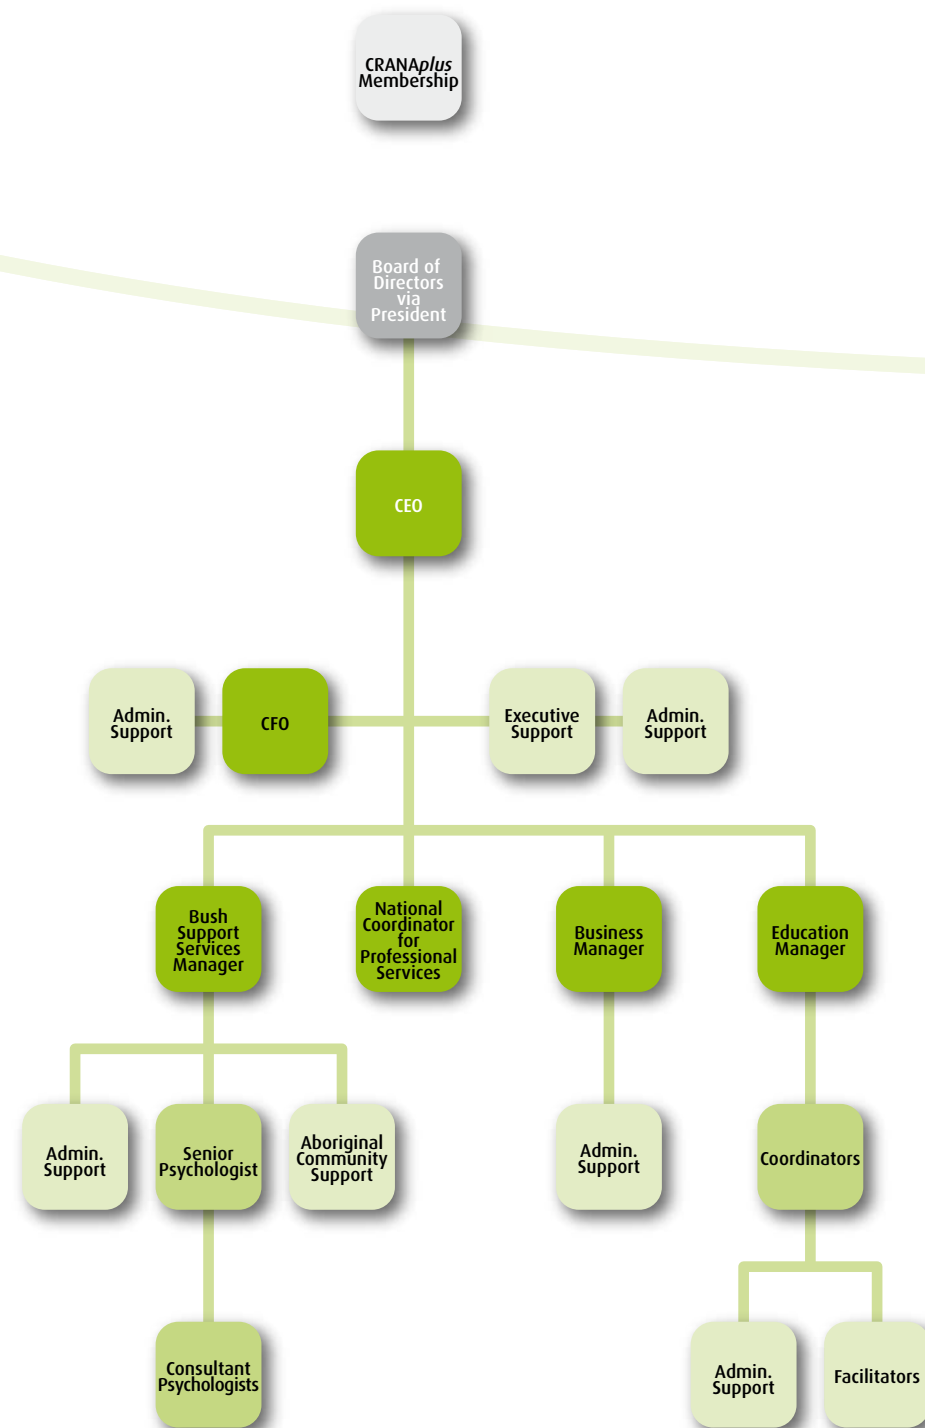 CRANAplus
Membership
Board of
Directors
via
President
CEO
Admin.
Support
CFO
Executive
Support
Admin.
Support
Bush
Support
Services
Manager
National
Coordinator
for
Professional
Services
Business
Manager
Education
Manager
Admin.
Support
Senior
Psychologist
Aboriginal
Community
Support
Admin.
Support
Coordinators
Consultant
Psychologists
Admin.
Support
Facilitators